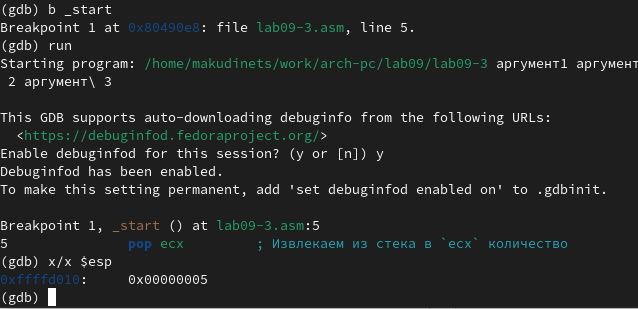 (gdb) b _start
Breakpoint 1 at 0x80490e8: file lab09-3.asm, line 5.
(gdb) run
Starting program: /home/makudinets/work/arch-pc/lab09/lab09-3 аргумент1 аргумент
 2 аргумент\ 3

This GDB supports auto-downloading debuginfo from the following URLs:
  <https://debuginfod.fedoraproject.org/>
Enable debuginfod for this session? (y or [n]) y
Debuginfod has been enabled.
To make this setting permanent, add 'set debuginfod enabled on' to .gdbinit.

Breakpoint 1, _start () at lab09-3.asm:5
5               pop ecx         ; Извлекаем из стека в `ecx` количество
(gdb) x/x $esp
0xffffd010:     0x00000005
(gdb)